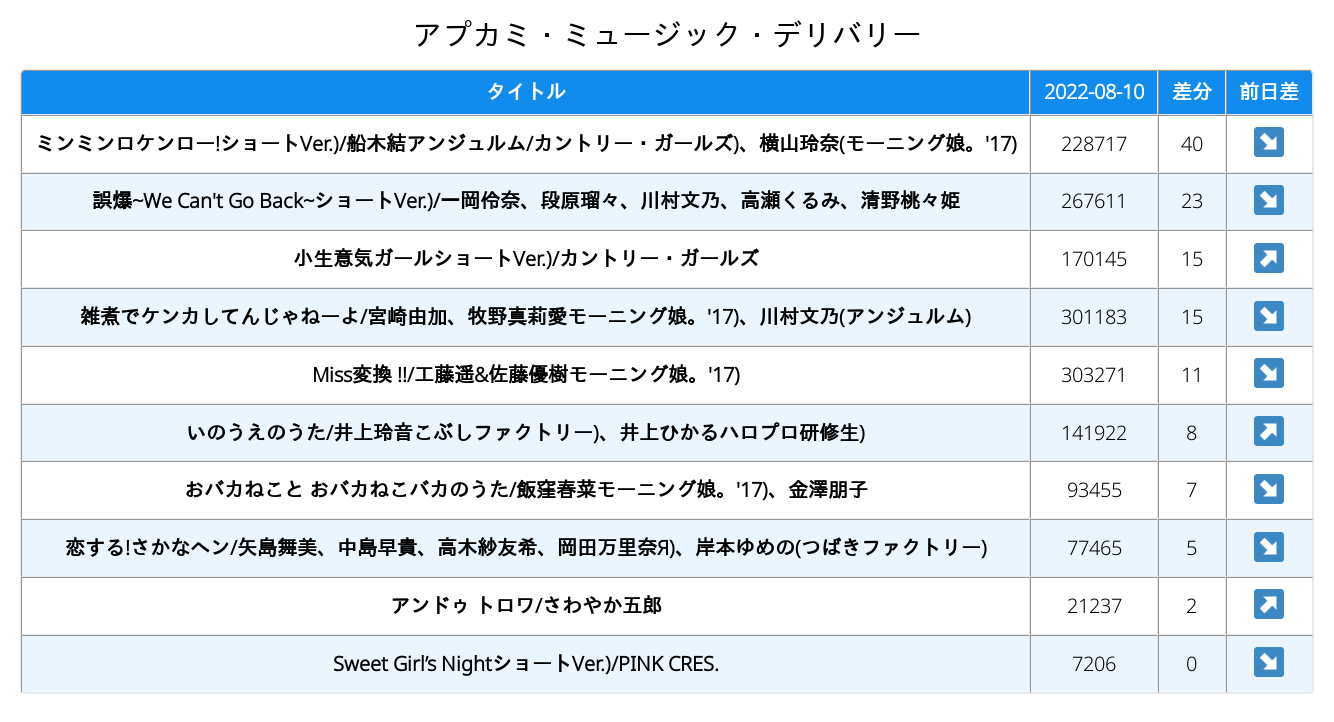 アプカミ・ミュージック・デリバリー
タイトル 2022-08-10 差分 前日差
ミンミンロケンロー!ショートVer.)/船木結アンジュルム/カントリー・ガールズ)、横山玲奈(モーニング娘。'17) 228717 40
誤爆~We Can't Go Back~ショートVer.)/一岡伶奈、段原瑠々、川村文乃、高瀬くるみ、清野桃々姫 267611 23
小生意気ガールショートVer.)/カントリー・ガールズ 170145 15
雑煮でケンカしてんじゃねーよ/宮崎由加、牧野真莉愛モーニング娘。'17)、川村文乃(アンジュルム) 301183 15
Miss変換 !!/工藤遥&佐藤優樹モーニング娘。'17) 303271 11
いのうえのうた/井上玲音こぶしファクトリー)、井上ひかるハロプロ研修生) 141922 8
おバカねこと おバカねこバカのうた/飯窪春菜モーニング娘。'17)、金澤朋子 93455 7
恋する!さかなヘン/矢島舞美、中島早貴、高木紗友希、岡田万里奈Я)、岸本ゆめの(つばきファクトリー) 77465 5
アンドゥ トロワ/さわやか五郎 21237 2
Sweet Girl’s NightショートVer.)/PINK CRES. 7206 0